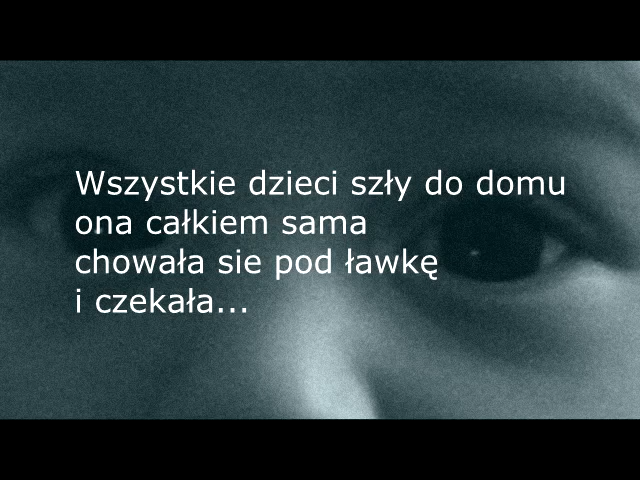 Wszystkie dzieci szły do domu
ona całkiem sama
chowała sie pod ławkę
i czekała...